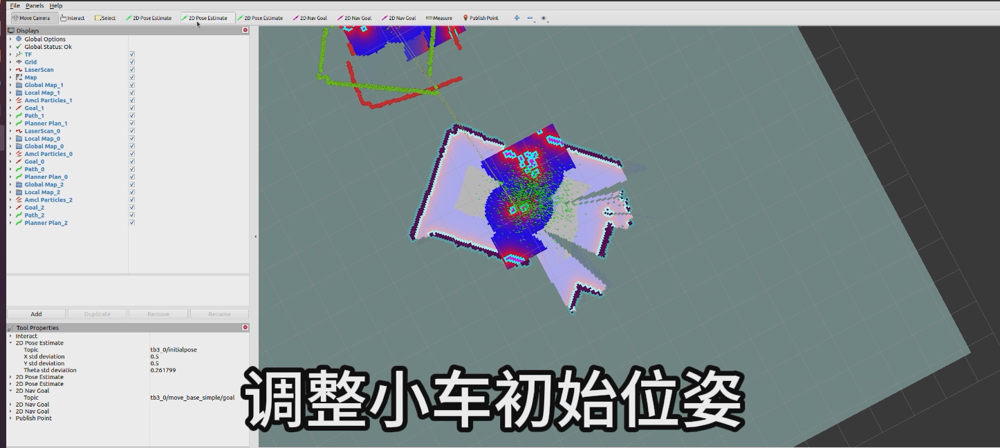 File Panels Help
Move Camera Interact Select 2D Pose Estimate 2D Pose Estimate 2D Pose Estimate 2D Nav Goal 2D Nav Goal 2D Nav Goal Measure Publish Point
Displays
Global Options
Global Status: Ok
TF
Grid
LaserScan
Map
Global Map_1
Local Map_1
Amcl Particles_1
Goal_1
Path_1
Planner Plan_1
LaserScan_0
Local Map_0
Global Map_0
Amcl Particles_0
Goal_0
Path_0
Planner Plan_0
Global Map_2
Local Map_2
Amcl Particles_2
Goal_2
Path_2
Planner Plan_2
Add Duplicate Remove Rename
Tool Properties
Interact
2D Pose Estimate
Topic tb3_0/initialpose
X std deviation 0.5
Y std deviation 0.5
Theta std deviation 0.261799
2D Pose Estimate
2D Pose Estimate
2D Nav Goal
Topic tb3_0/move_base_simple/goal
2D Nav Goal
2D Nav Goal
Publish Point
调整小车初始位姿